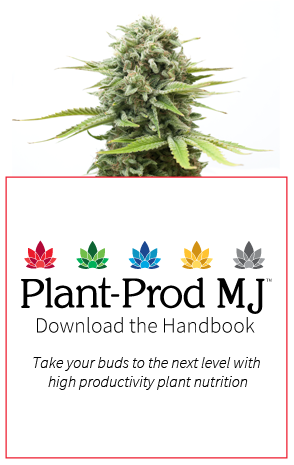 Plant-Prod MJ™
Download the Handbook
Take your buds to the next level with
high productivity plant nutrition